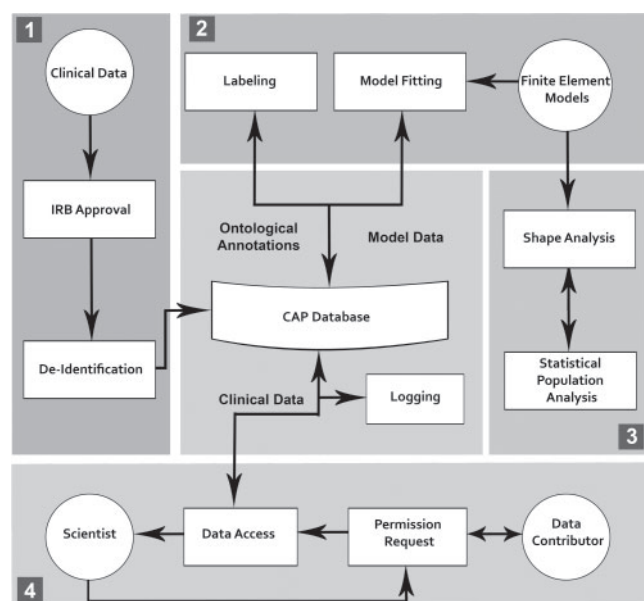 1
Clinical Data
IRB Approval
De-Identification
2
Labeling
Model Fitting
Finite Element
Models
Ontological
Annotations
Model Data
CAP Database
Clinical Data
Logging
Shape Analysis
Statistical
Population
Analysis
3
Scientist
Data Access
Permission
Request
Data
Contributor
4